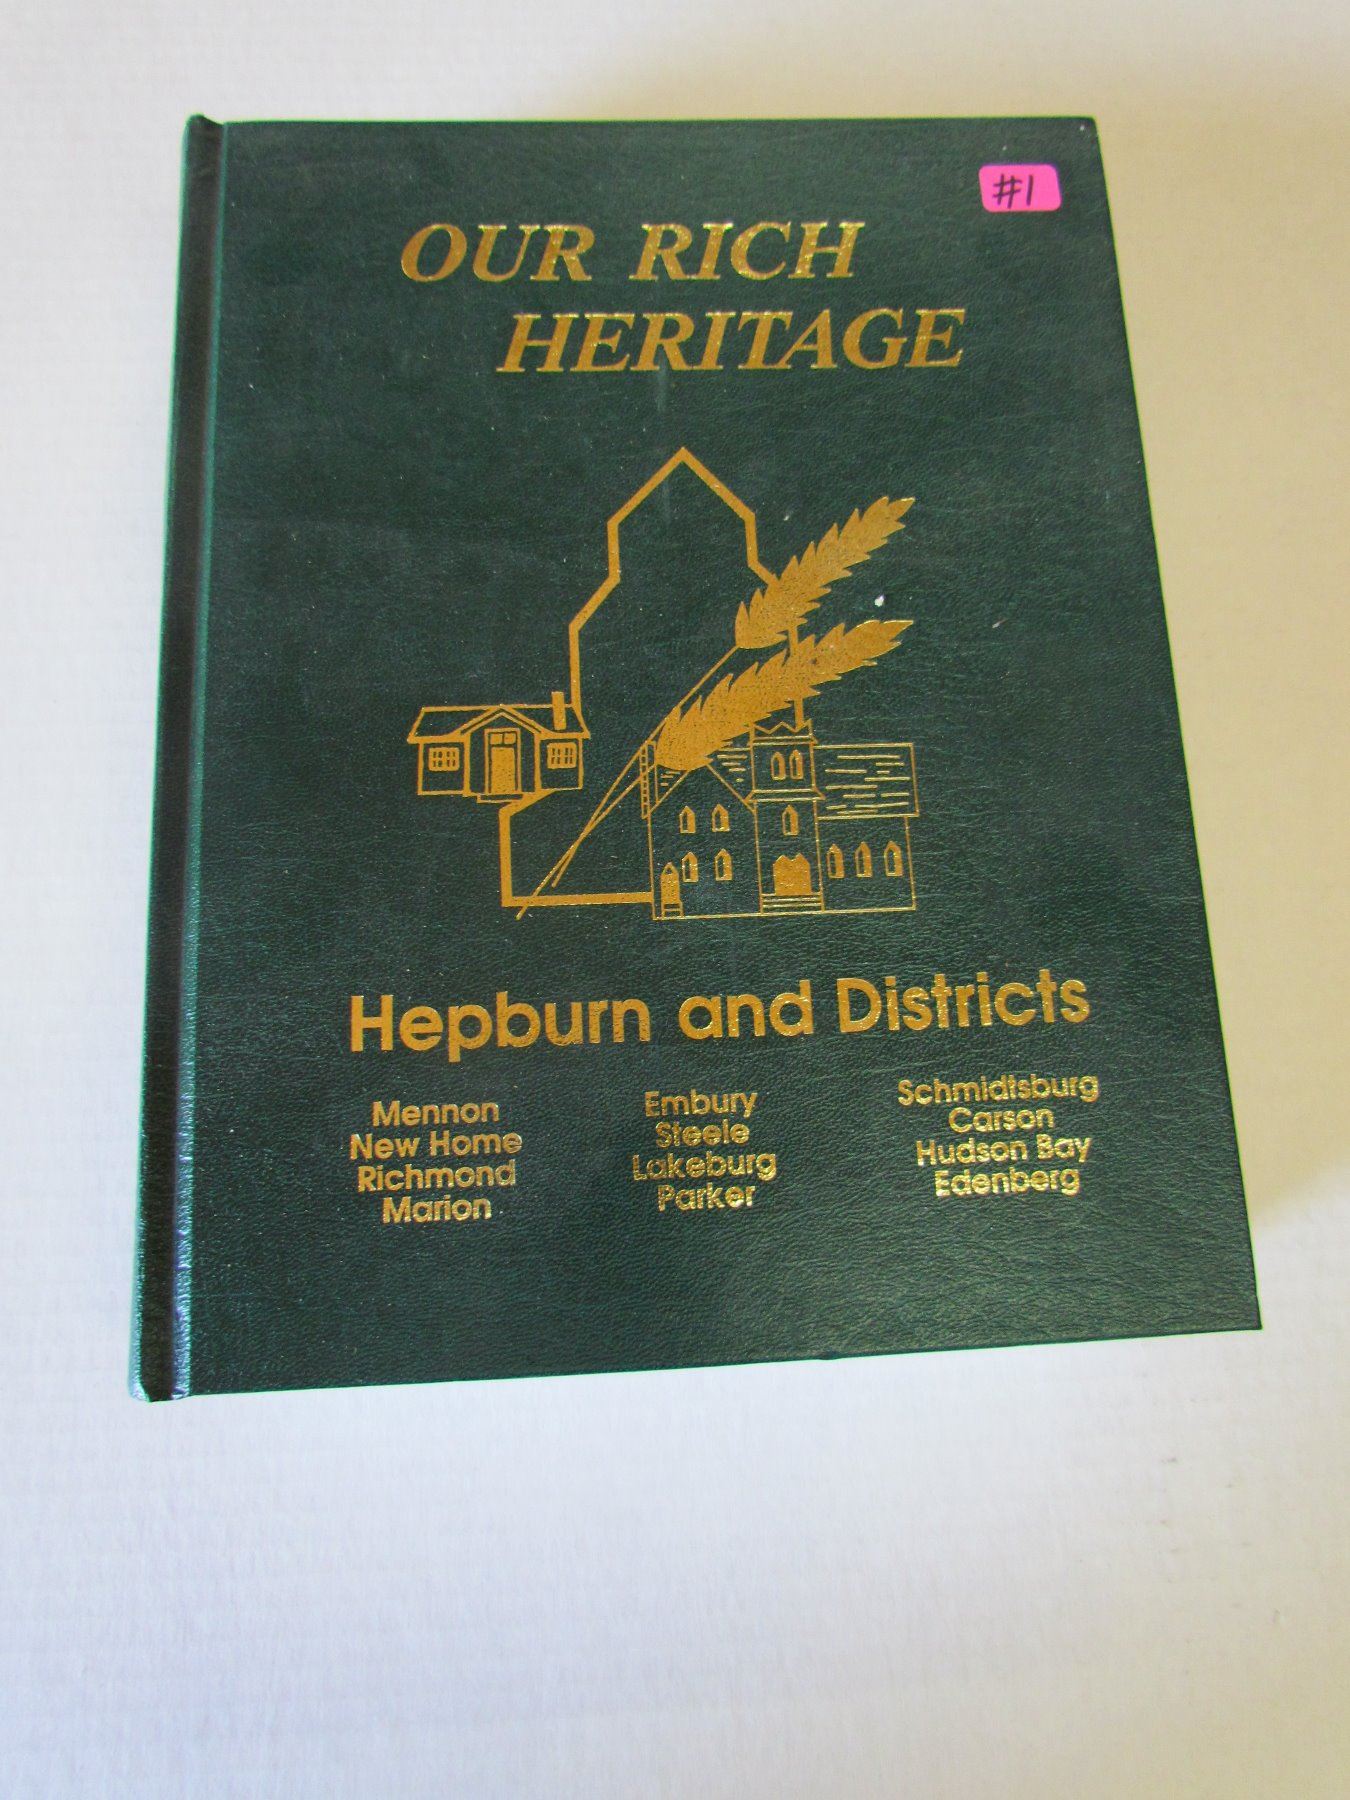 #1
OUR RICH
HERITAGE
Hepburn and Districts
Mennon
New Home
Richmond
Marion
Embury
Steele
Lakeburg
Parker
Schmidtsburg
Carson
Hudson Bay
Edenberg